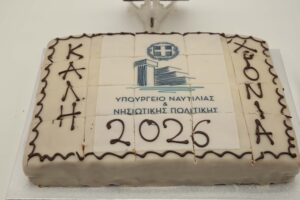 ΚΑΛΗ
ΥΠΟΥΡΓΕΙΟ ΝΑΥΤΙΛΙΑΣ
&
ΝΗΣΙΩΤΙΚΗΣ ΠΟΛΙΤΙΚΗΣ
2026
ΧΡΟΝΙΑ